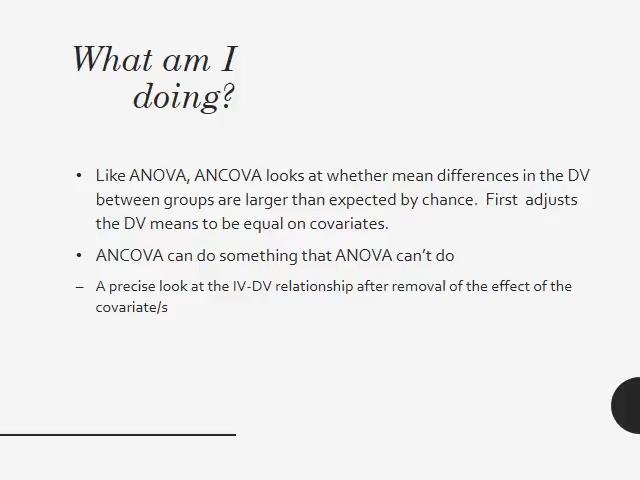 What am I
doing?
• Like ANOVA, ANCOVA looks at whether mean differences in the DV
between groups are larger than expected by chance.  First  adjusts
the DV means to be equal on covariates.
• ANCOVA can do something that ANOVA can't do
– A precise look at the IV-DV relationship after removal of the effect of the
covariate/s